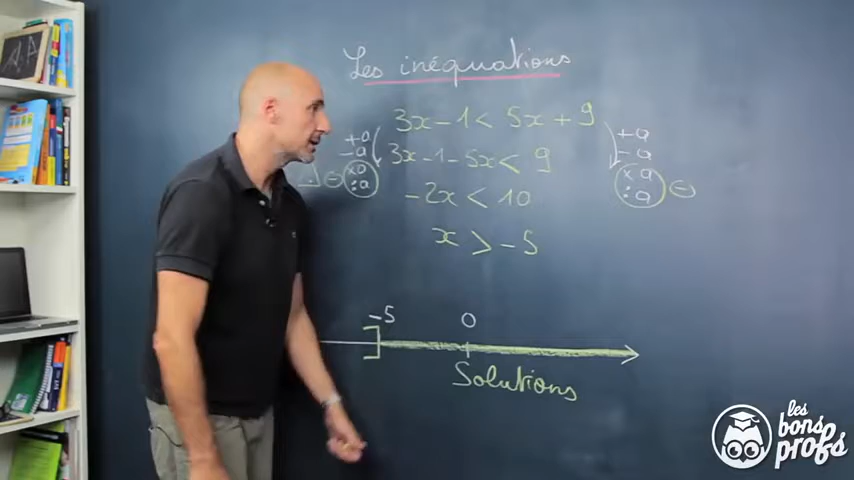 Les inéquations
3x - 1 < 5x + 9
3x - 1 - 5x < 9
-2x < 10
x > -5
+a
-a
×a
:a
⊖
+a
-a
×a
:a
⊖
-5 0
]
Solutions
les
bons
profs